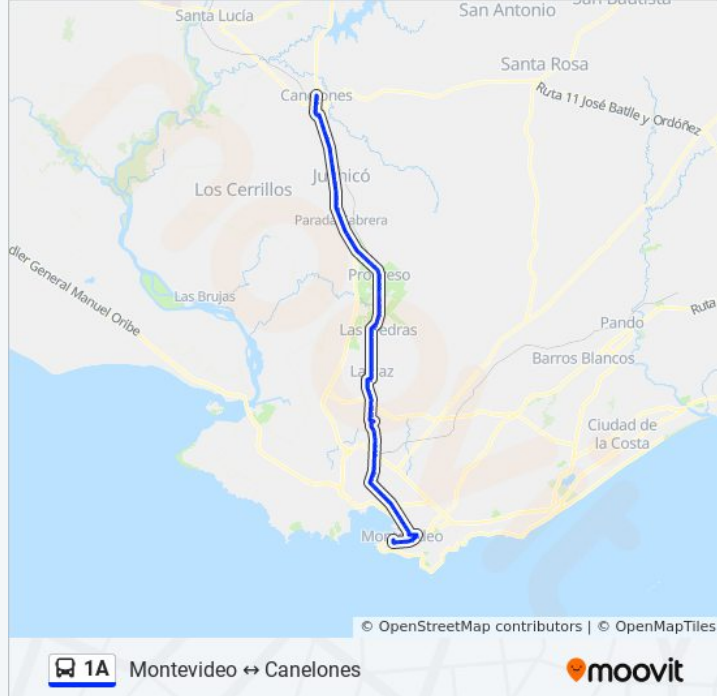 San Bautista
San Antonio
Santa Lucía
Santa Rosa
Canelones
Ruta 11 José Batlle y Ordóñez
Juanicó
Los Cerrillos
Parada Cabrera
Progreso
dier General Manuel Oribe
Las Brujas
Ruta
Pando
Las Piedras
Barros Blancos
La Paz
Ciudad de
la Costa
Montevideo
© OpenStreetMap contributors | © OpenMapTiles
1A Montevideo ↔ Canelones
moovit